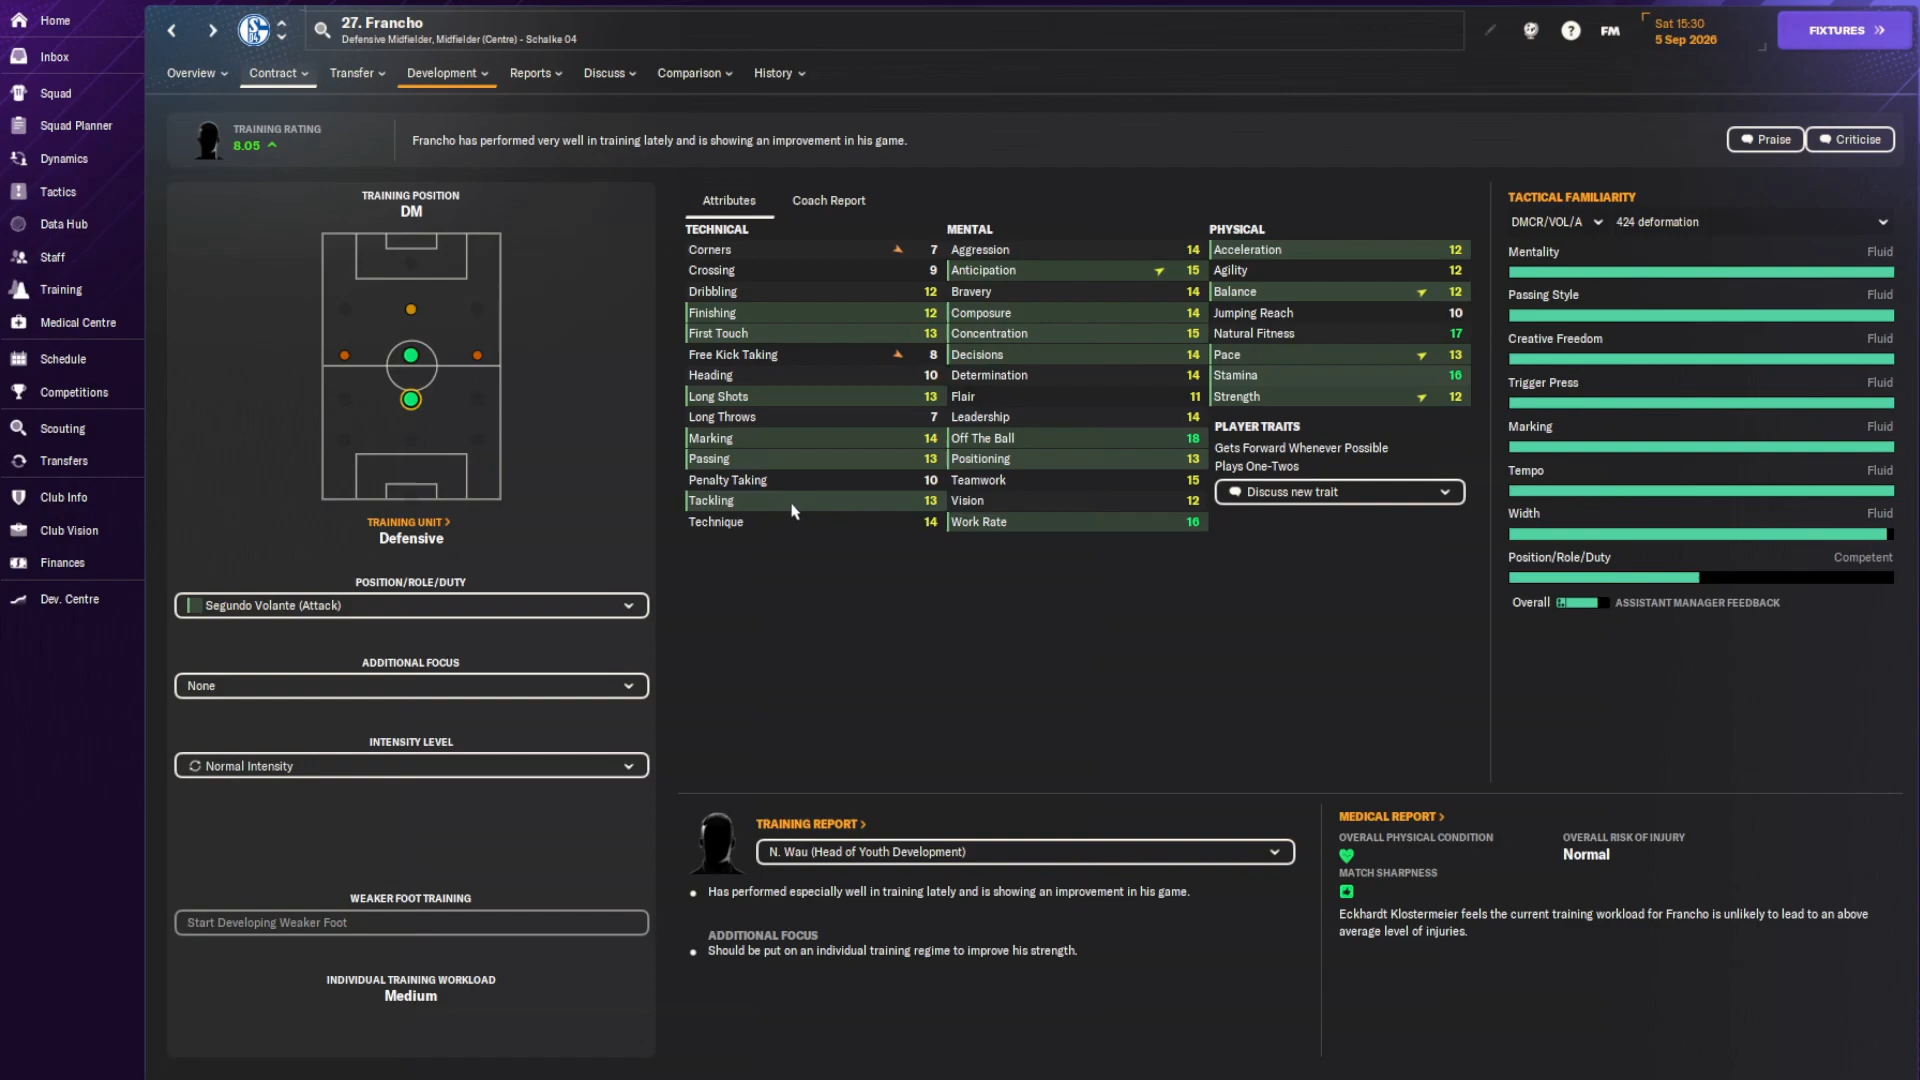 Home
Inbox
Squad
Squad Planner
Dynamics
Tactics
Data Hub
Staff
Training
Medical Centre
Schedule
Competitions
Scouting
Transfers
Club Info
Club Vision
Finances
Dev. Centre
27. Francho
Defensive Midfielder, Midfielder (Centre) - Schalke 04
FM
Sat 15:30
5 Sep 2026
FIXTURES
Overview
Contract
Transfer
Development
Reports
Discuss
Comparison
History
TRAINING RATING
8.05
Francho has performed very well in training lately and is showing an improvement in his game.
Praise
Criticise
TRAINING POSITION
DM
TRAINING UNIT >
Defensive
POSITION/ROLE/DUTY
Segundo Volante (Attack)
ADDITIONAL FOCUS
None
INTENSITY LEVEL
Normal Intensity
WEAKER FOOT TRAINING
Start Developing Weaker Foot
INDIVIDUAL TRAINING WORKLOAD
Medium
Attributes
Coach Report
TECHNICAL
Corners 7
Crossing 9
Dribbling 12
Finishing 12
First Touch 13
Free Kick Taking 8
Heading 10
Long Shots 13
Long Throws 7
Marking 14
Passing 13
Penalty Taking 10
Tackling 13
Technique 14
MENTAL
Aggression 14
Anticipation 15
Bravery 14
Composure 14
Concentration 15
Decisions 14
Determination 14
Flair 11
Leadership 14
Off The Ball 18
Positioning 13
Teamwork 15
Vision 12
Work Rate 16
PHYSICAL
Acceleration 12
Agility 12
Balance 12
Jumping Reach 10
Natural Fitness 17
Pace 13
Stamina 16
Strength 12
PLAYER TRAITS
Gets Forward Whenever Possible
Plays One-Twos
Discuss new trait
TACTICAL FAMILIARITY
DMCR/VOL/A
424 deformation
Mentality Fluid
Passing Style Fluid
Creative Freedom Fluid
Trigger Press Fluid
Marking Fluid
Tempo Fluid
Width Fluid
Position/Role/Duty Competent
Overall
ASSISTANT MANAGER FEEDBACK
TRAINING REPORT >
N. Wau (Head of Youth Development)
Has performed especially well in training lately and is showing an improvement in his game.
ADDITIONAL FOCUS
Should be put on an individual training regime to improve his strength.
MEDICAL REPORT >
OVERALL PHYSICAL CONDITION
OVERALL RISK OF INJURY
Normal
MATCH SHARPNESS
Eckhardt Klostermeier feels the current training workload for Francho is unlikely to lead to an above
average level of injuries.